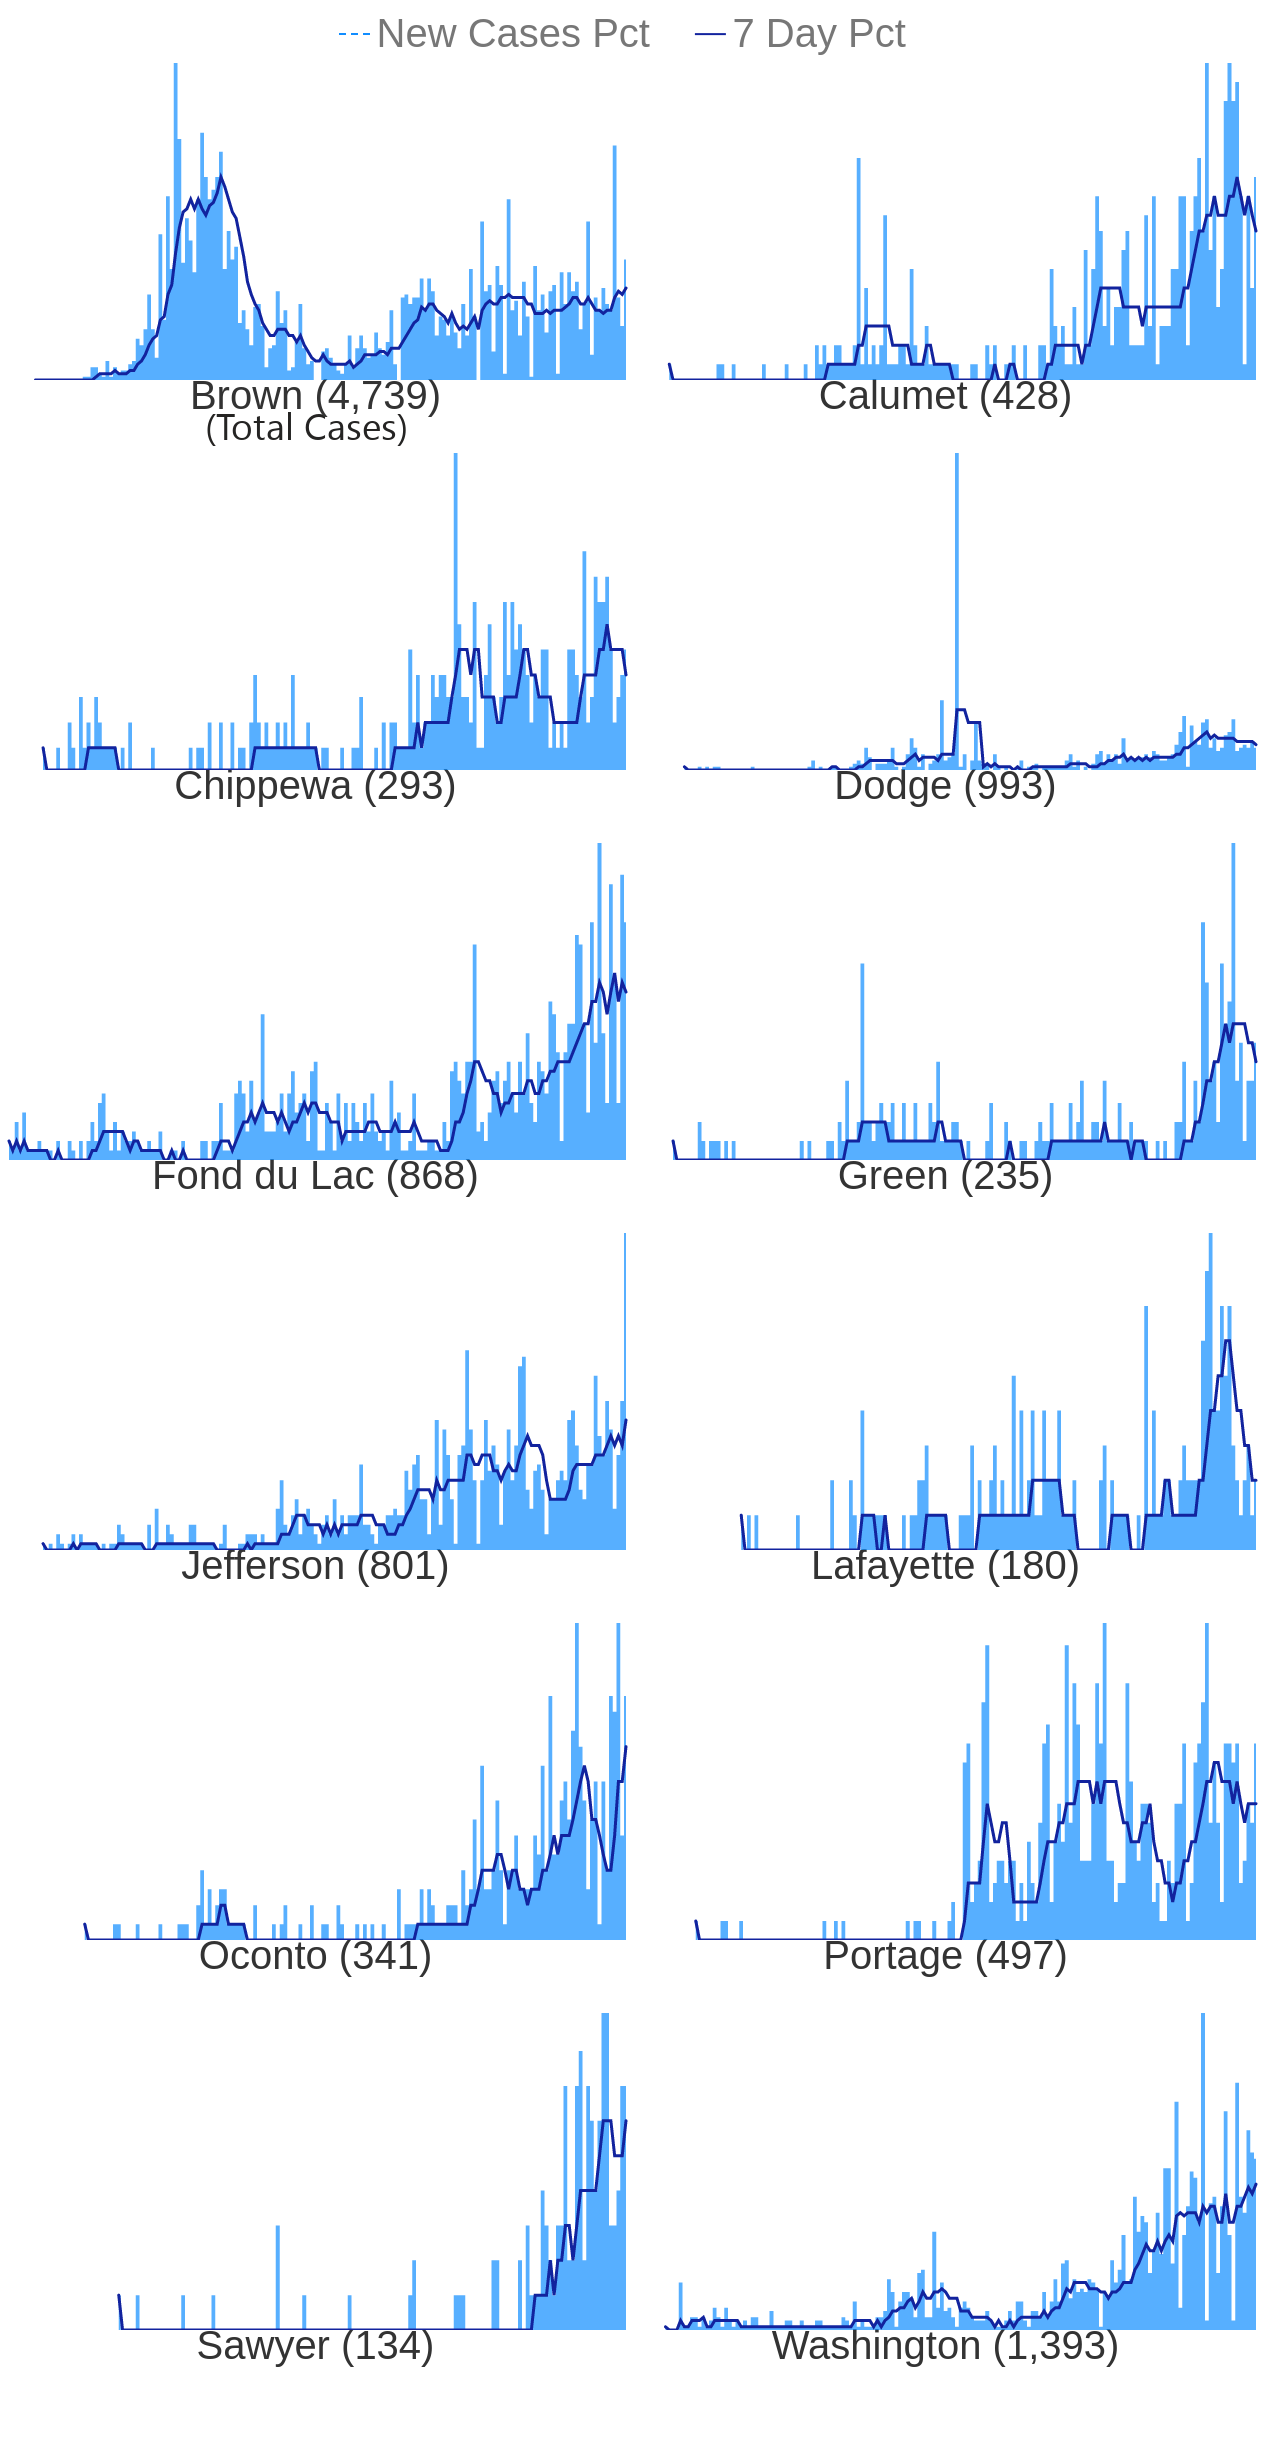 New Cases Pct 7 Day Pct
Brown (4,739) Calumet (428)
(Total Cases)
Chippewa (293) Dodge (993)
Fond du Lac (868) Green (235)
Jefferson (801) Lafayette (180)
Oconto (341) Portage (497)
Sawyer (134) Washington (1,393)